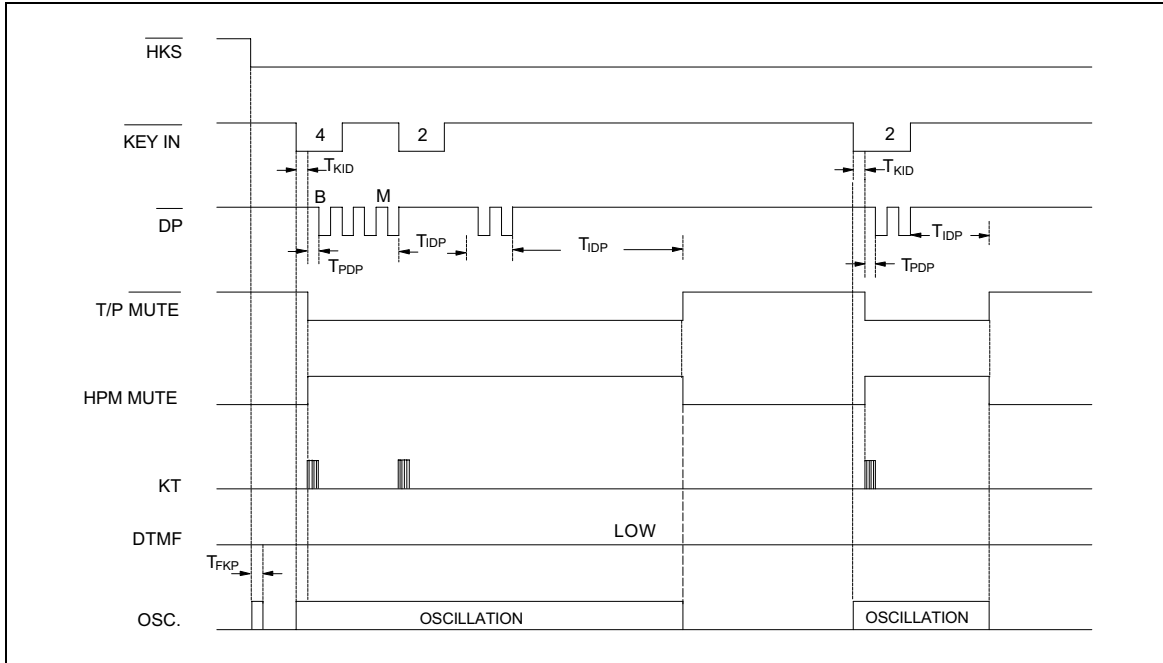 HKS
KEY IN
4
2
2
TKID
TKID
B
M
DP
TIDP
TIDP
TIDP
TPDP
TPDP
T/P MUTE
HPM MUTE
KT
LOW
DTMF
TFKP
OSC.
OSCILLATION
OSCILLATION